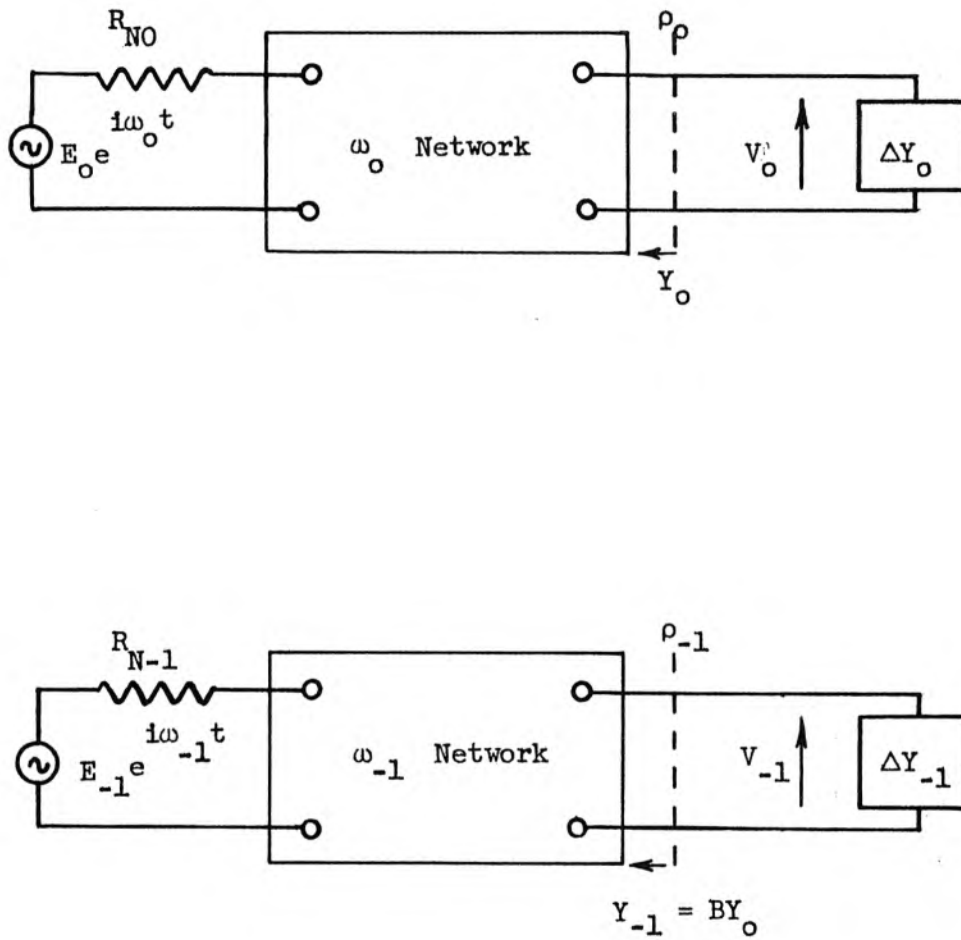 R_NO
ρ_o
E_o e^{iω_o t}
ω_o Network
V_o
ΔY_o
Y_o
R_{N-1}
ρ_{-1}
E_{-1} e^{iω_{-1} t}
ω_{-1} Network
V_{-1}
ΔY_{-1}
Y_{-1} = BY_o